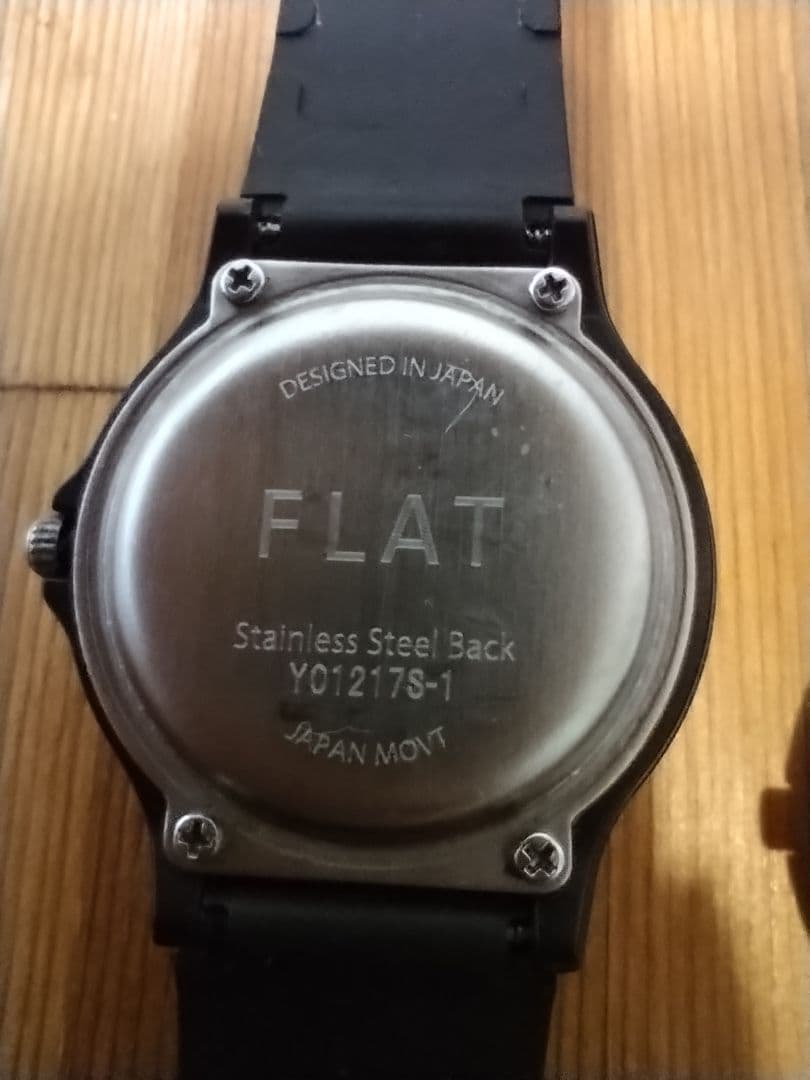 DESIGNED IN JAPAN
FLAT
Stainless Steel Back
Y01217S-1
JAPAN MOVT